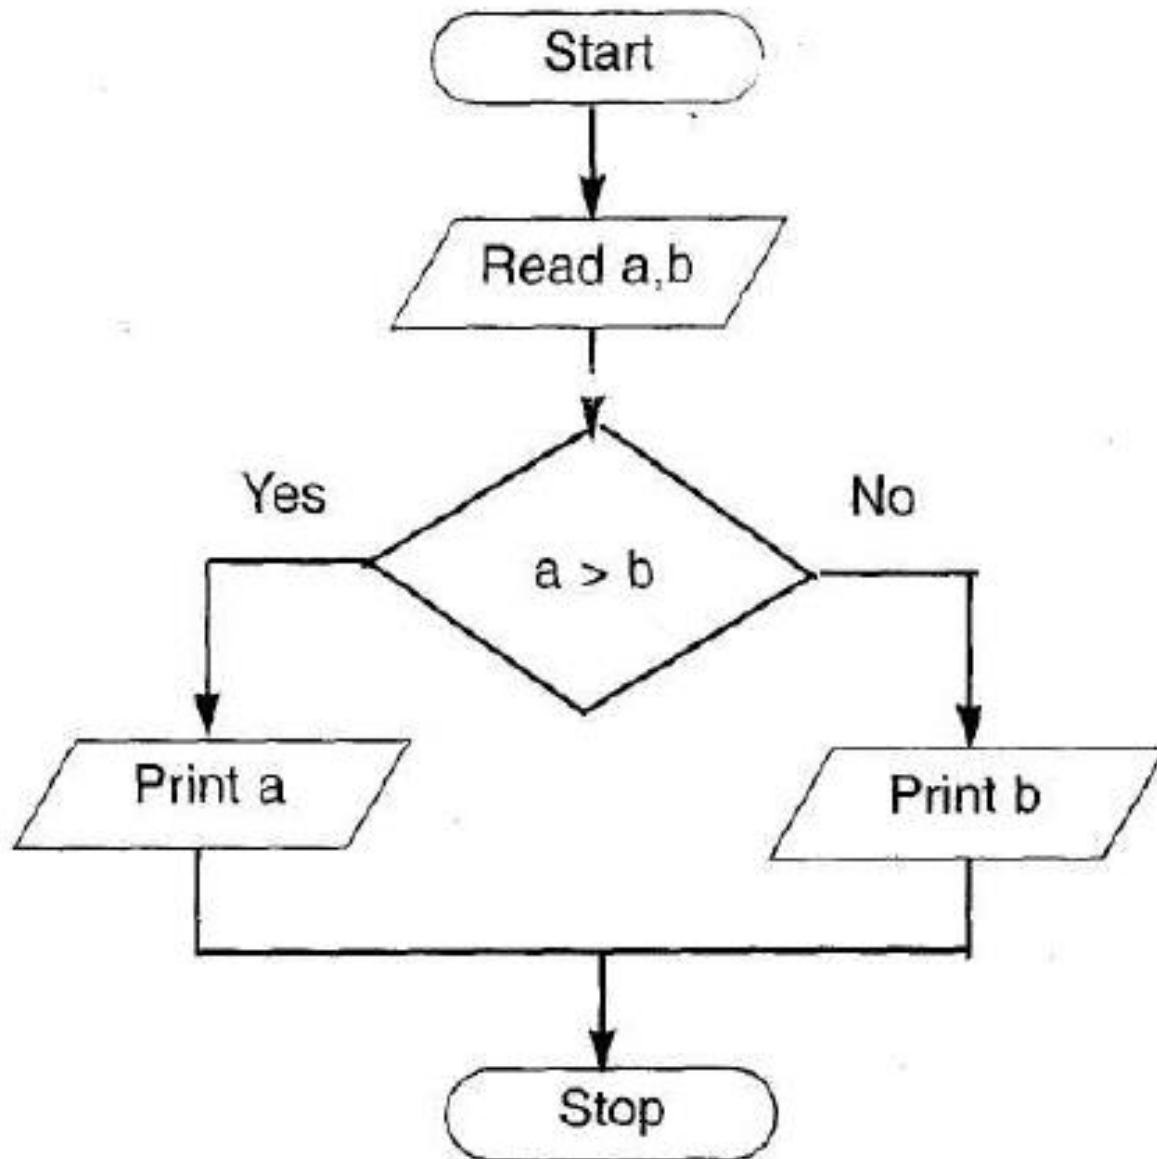 Start
Read a,b
Yes
No
a > b
Print a
Print b
Stop